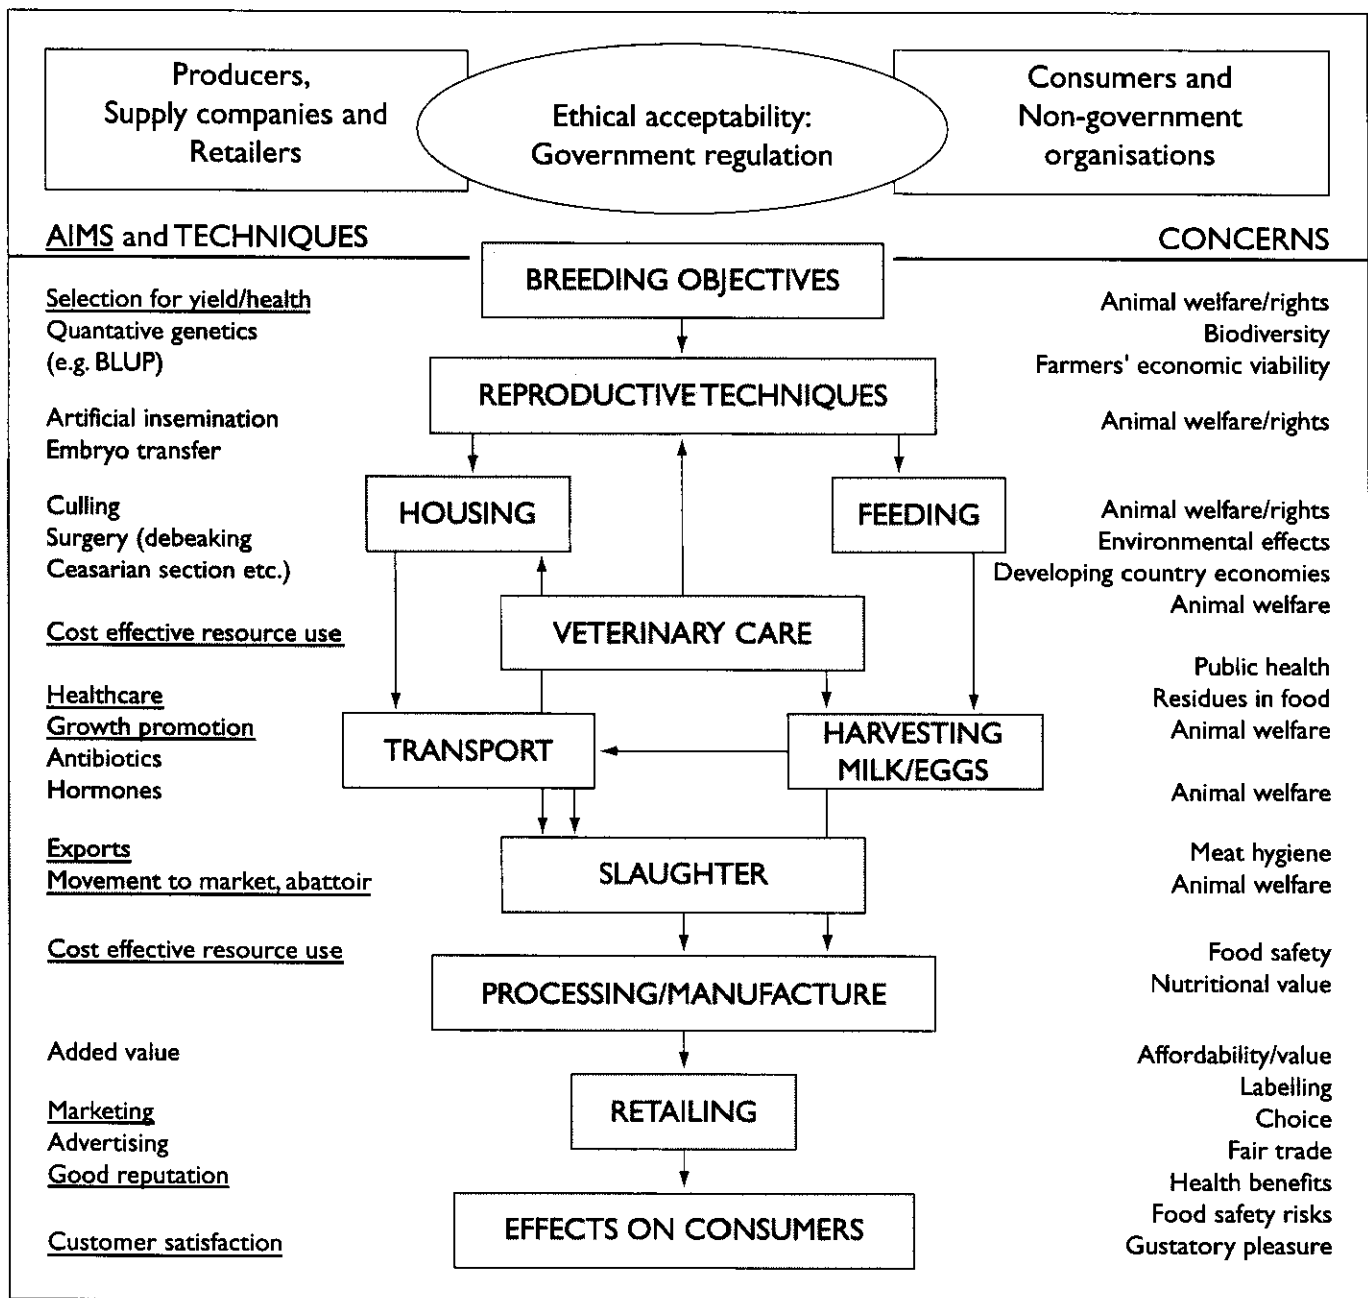 Producers,
Supply companies and
Retailers
Ethical acceptability:
Government regulation
Consumers and
Non-government
organisations
AIMS and TECHNIQUES
CONCERNS
BREEDING OBJECTIVES
Selection for yield/health
Quantative genetics
(e.g. BLUP)
Animal welfare/rights
Biodiversity
Farmers' economic viability
REPRODUCTIVE TECHNIQUES
Artificial insemination
Embryo transfer
Animal welfare/rights
HOUSING
FEEDING
Culling
Surgery (debeaking
Ceasarian section etc.)
Animal welfare/rights
Environmental effects
Developing country economies
Animal welfare
Cost effective resource use
VETERINARY CARE
Healthcare
Growth promotion
Antibiotics
Hormones
TRANSPORT
HARVESTING
MILK/EGGS
Public health
Residues in food
Animal welfare
Animal welfare
Exports
Movement to market, abattoir
SLAUGHTER
Meat hygiene
Animal welfare
Cost effective resource use
PROCESSING/MANUFACTURE
Food safety
Nutritional value
Added value
Marketing
Advertising
Good reputation
RETAILING
Affordability/value
Labelling
Choice
Fair trade
Health benefits
Food safety risks
Gustatory pleasure
Customer satisfaction
EFFECTS ON CONSUMERS